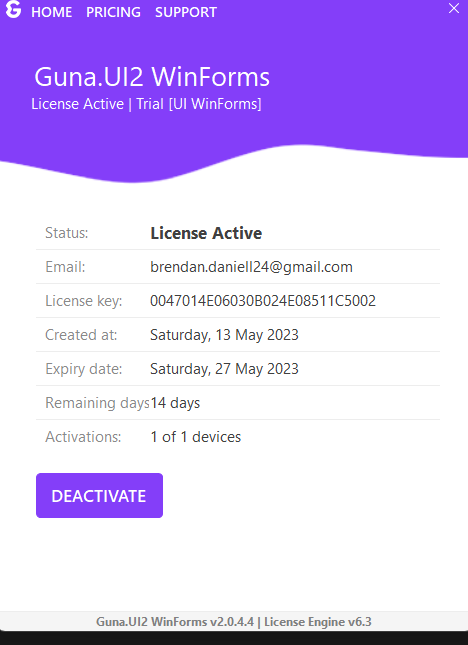 HOME PRICING SUPPORT
Guna.UI2 WinForms
License Active | Trial [UI WinForms]
Status: License Active
Email: brendan.daniell24@gmail.com
License key: 0047014E06030B024E08511C5002
Created at: Saturday, 13 May 2023
Expiry date: Saturday, 27 May 2023
Remaining days 14 days
Activations: 1 of 1 devices
DEACTIVATE
Guna.UI2 WinForms v2.0.4.4 | License Engine v6.3